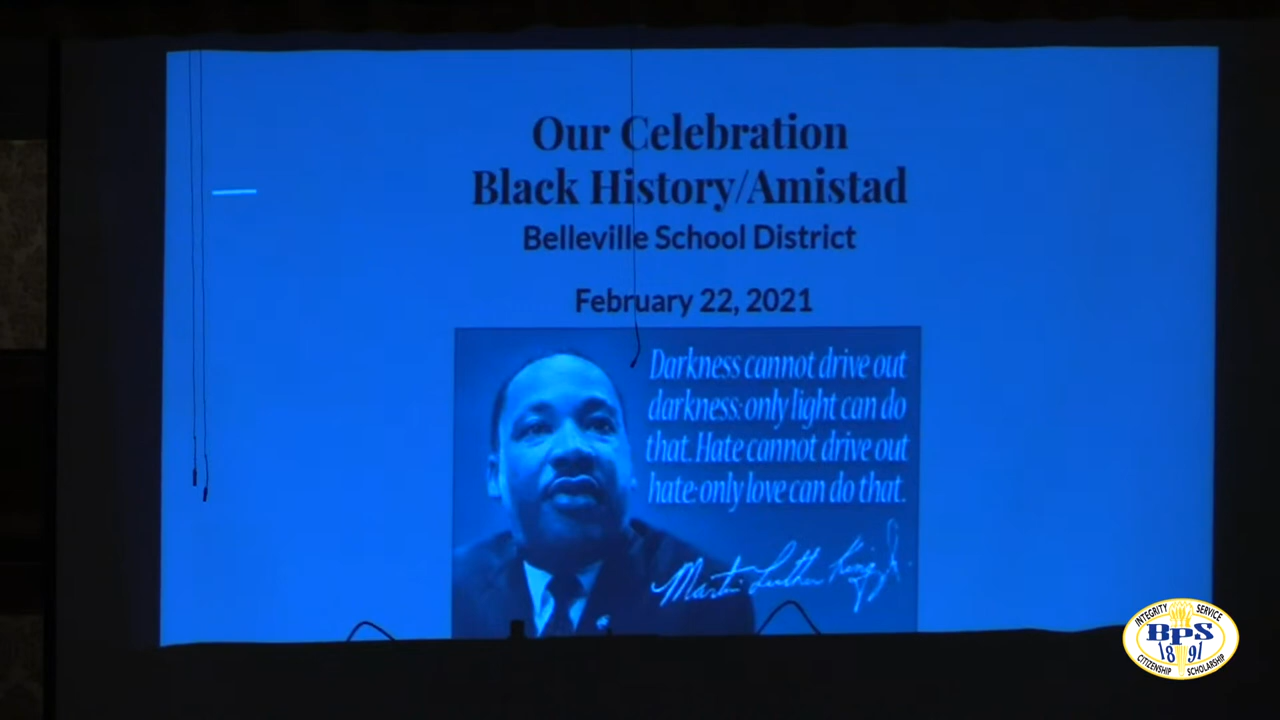 Our Celebration
Black History/Amistad
Belleville School District
February 22, 2021
Darkness cannot drive out
darkness: only light can do
that. Hate cannot drive out
hate: only love can do that.
Martin Luther King Jr.
INTEGRITY SERVICE
BPS
1891
CITIZENSHIP SCHOLARSHIP